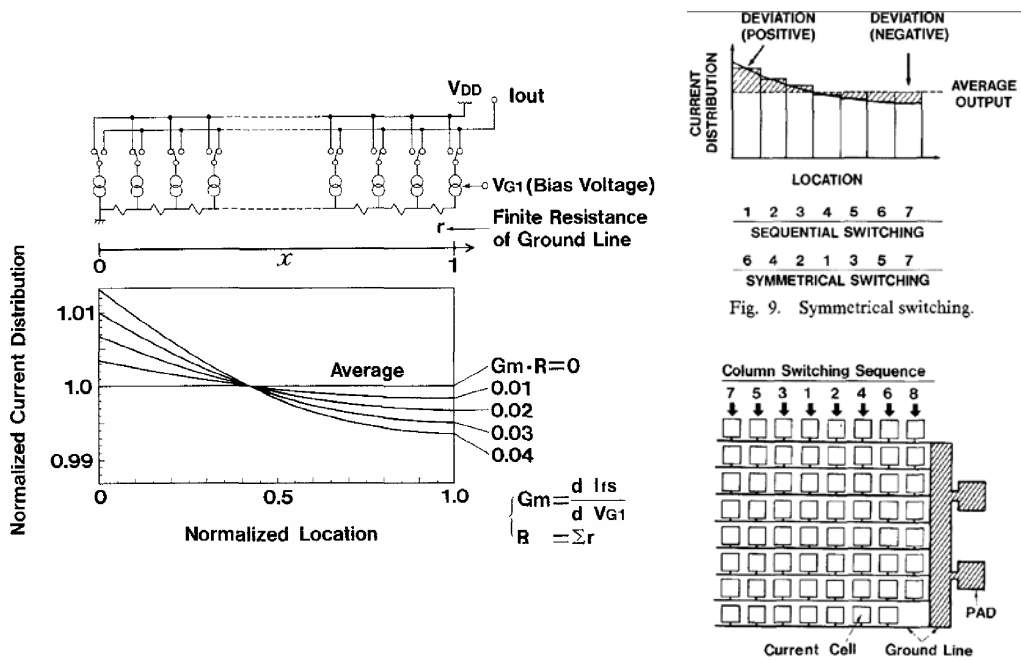 VDD
Iout
VG1(Bias Voltage)
r
Finite Resistance
of Ground Line
0
x
1
Normalized Current Distribution
1.01
1.0
0.99
Average
Gm·R=0
0.01
0.02
0.03
0.04
0
0.5
1.0
Normalized Location
Gm=d Ifs
d VG1
R =Σr
DEVIATION
(POSITIVE)
DEVIATION
(NEGATIVE)
CURRENT
DISTRIBUTION
AVERAGE
OUTPUT
LOCATION
1 2 3 4 5 6 7
SEQUENTIAL SWITCHING
6 4 2 1 3 5 7
SYMMETRICAL SWITCHING
Fig. 9. Symmetrical switching.
Column Switching Sequence
7 5 3 1 2 4 6 8
PAD
Current Cell
Ground Line